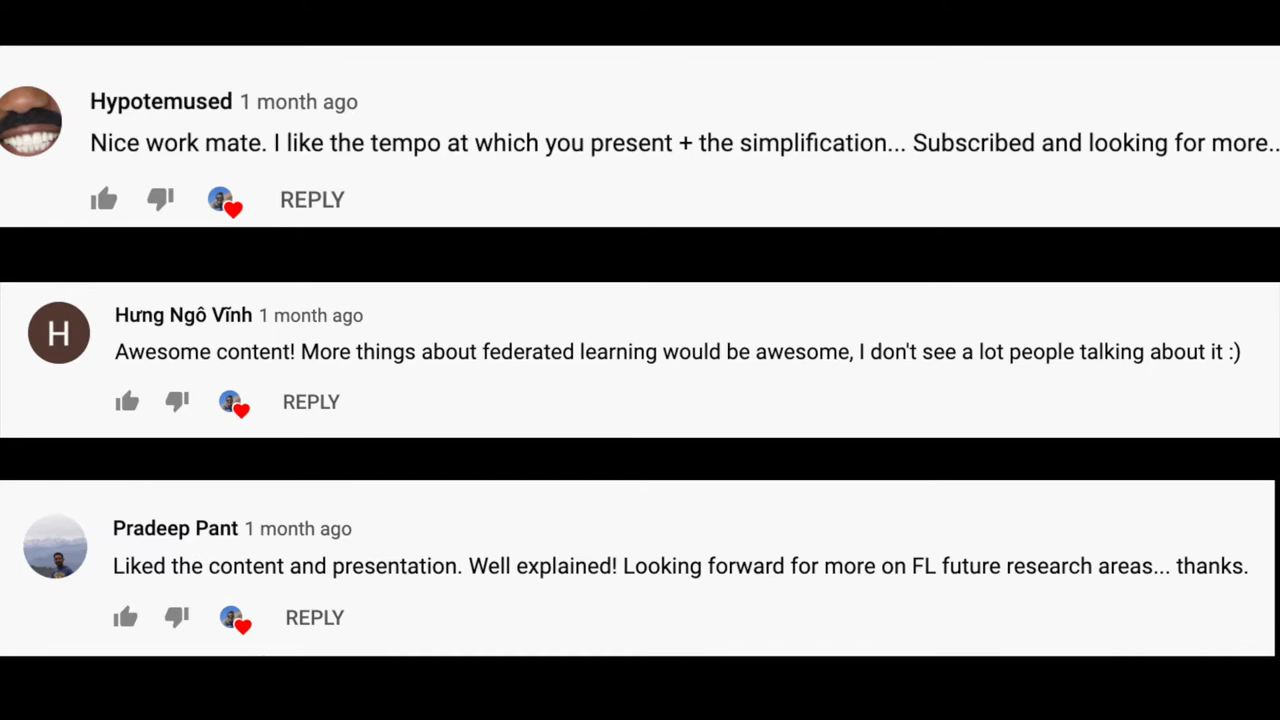 Hypotemused 1 month ago
Nice work mate. I like the tempo at which you present + the simplification... Subscribed and looking for more..
REPLY
H
Hưng Ngô Vĩnh 1 month ago
Awesome content! More things about federated learning would be awesome, I don't see a lot people talking about it :)
REPLY
Pradeep Pant 1 month ago
Liked the content and presentation. Well explained! Looking forward for more on FL future research areas... thanks.
REPLY